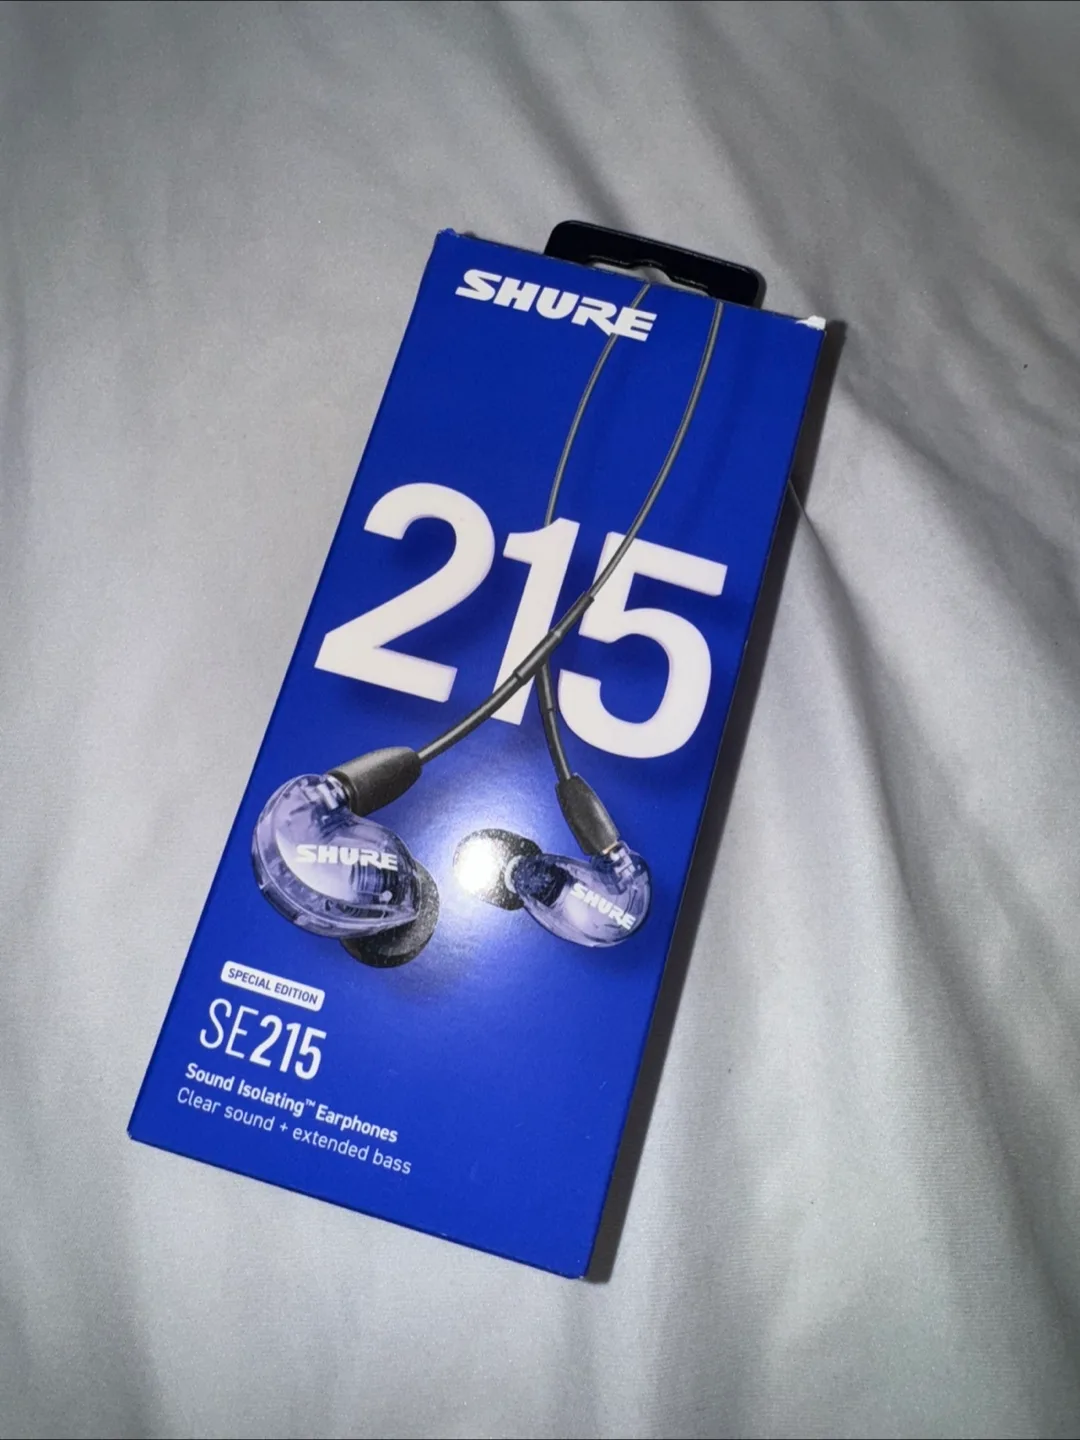 SHURE
215
SHURE
SHURE
SPECIAL EDITION
SE215
Sound Isolating™ Earphones
Clear sound + extended bass